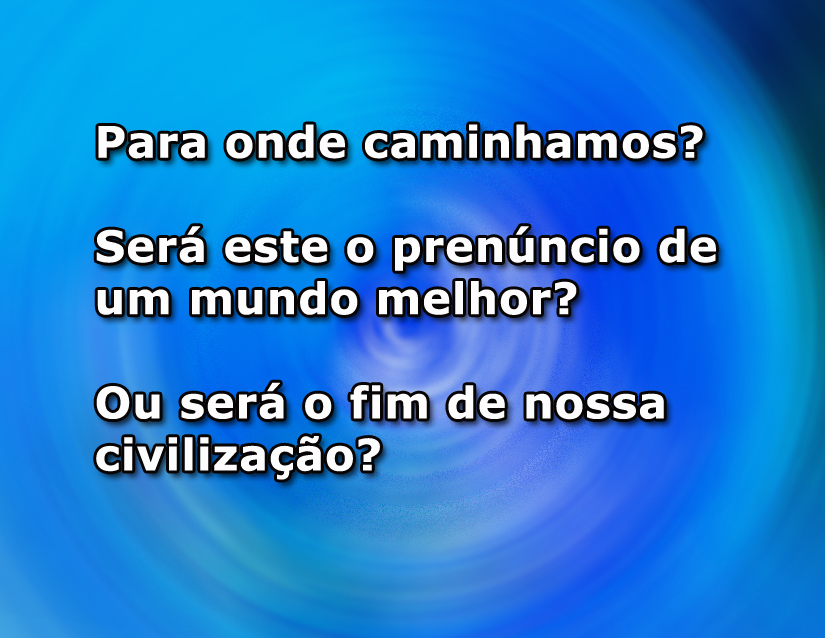 Para onde caminhamos?
Será este o prenúncio de
um mundo melhor?
Ou será o fim de nossa
civilização?